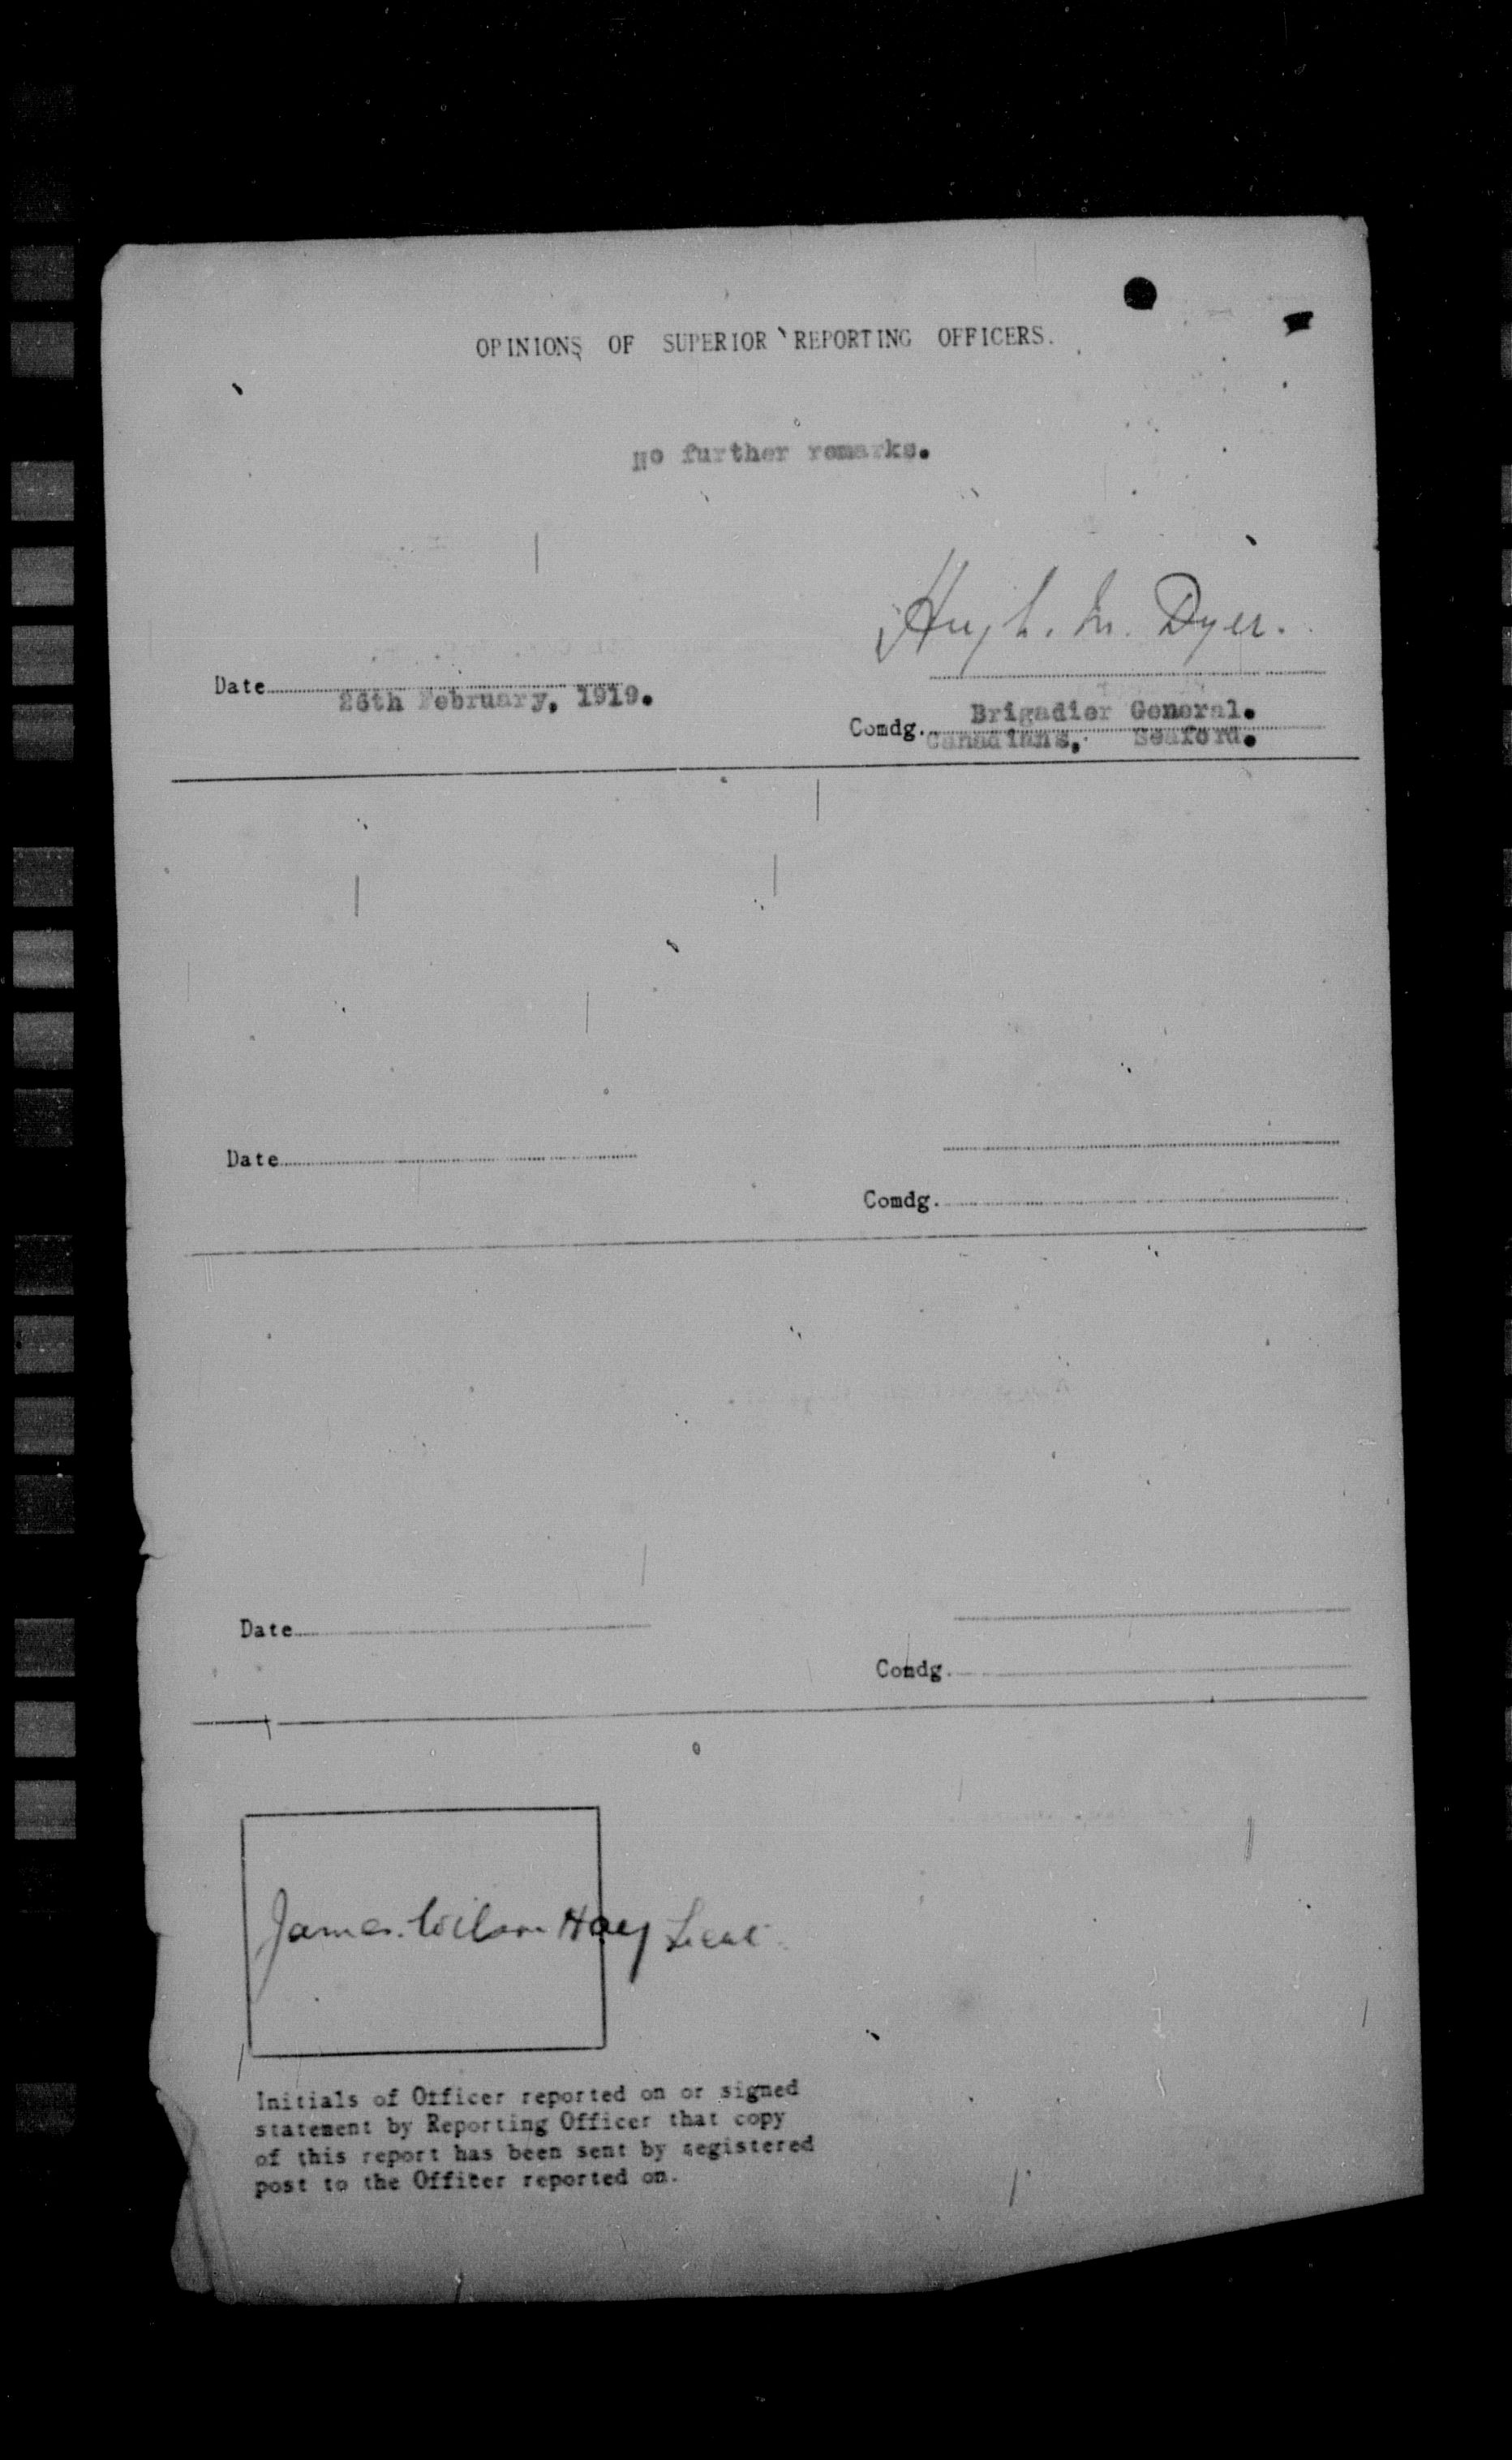 OPINIONS OF SUPERIOR REPORTING OFFICERS.
No further remarks.
Hugh. M. Dyer.
Date
26th February, 1919.
Brigadier General.
Comdg. Canadians, Seaford.
Date
Comdg.
Date
Comdg.
James Wilson Hay Lieut.
Initials of Officer reported on or signed
statement by Reporting Officer that copy
of this report has been sent by registered
post to the Officer reported on.